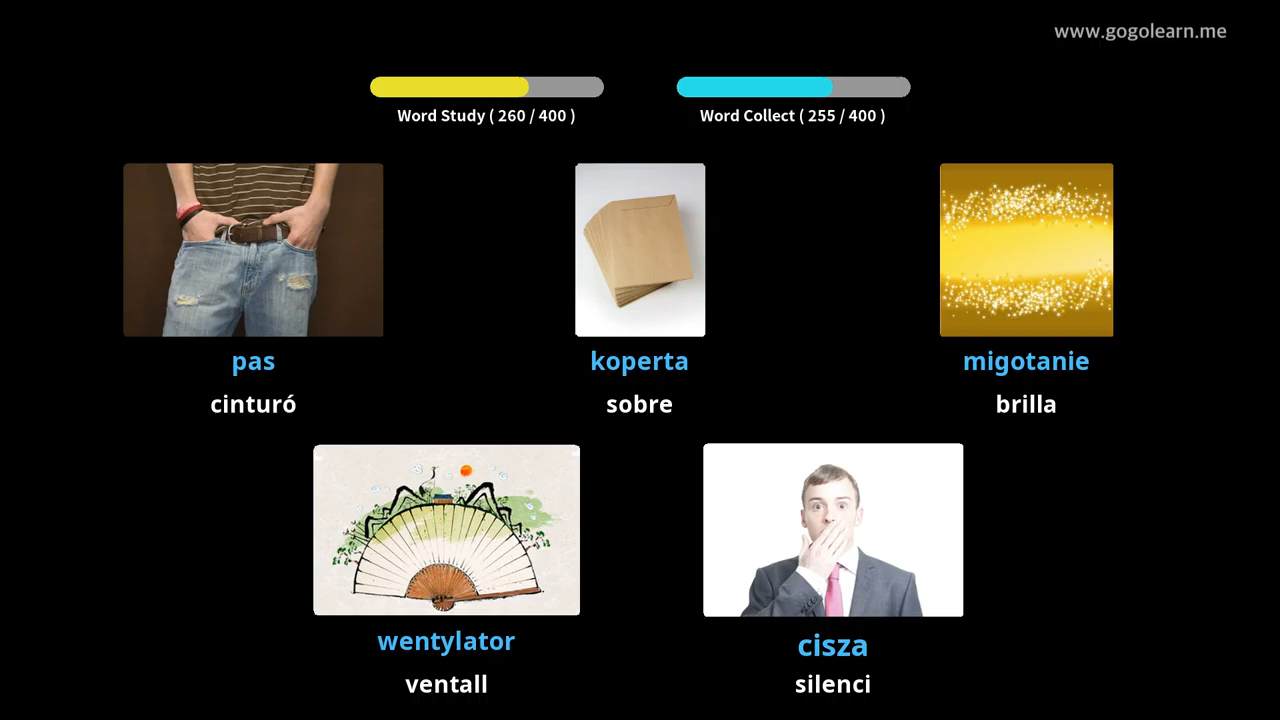 www.gogolearn.me
Word Study ( 260 / 400 )
Word Collect ( 255 / 400 )
pas
cinturó
koperta
sobre
migotanie
brilla
wentylator
ventall
cisza
silenci